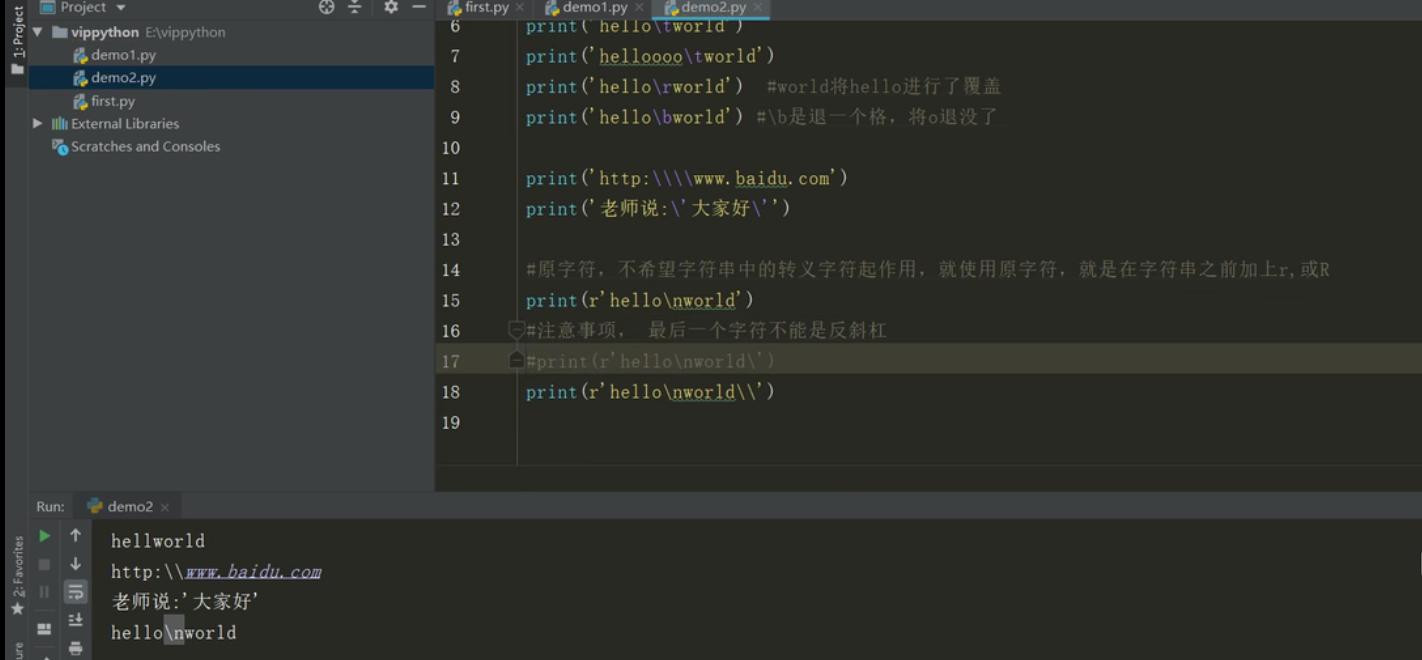 Project
first.py
demo1.py
demo2.py
1: Project
vippython E:\vippython
demo1.py
demo2.py
first.py
External Libraries
Scratches and Consoles
6 print('hello\tworld')
7 print('helloooo\tworld')
8 print('hello\rworld') #world将hello进行了覆盖
9 print('hello\bworld') #\b是退一个格，将o退没了
10
11 print('http:\\\\www.baidu.com')
12 print('老师说:\'大家好\'')
13
14 #原字符，不希望字符串中的转义字符起作用，就使用原字符，就是在字符串之前加上r,或R
15 print(r'hello\nworld')
16 #注意事项， 最后一个字符不能是反斜杠
17 #print(r'hello\nworld\')
18 print(r'hello\nworld\\')
19
Run: demo2
2: Favorites
hellworld
http:\\www.baidu.com
老师说:'大家好'
hello\nworld